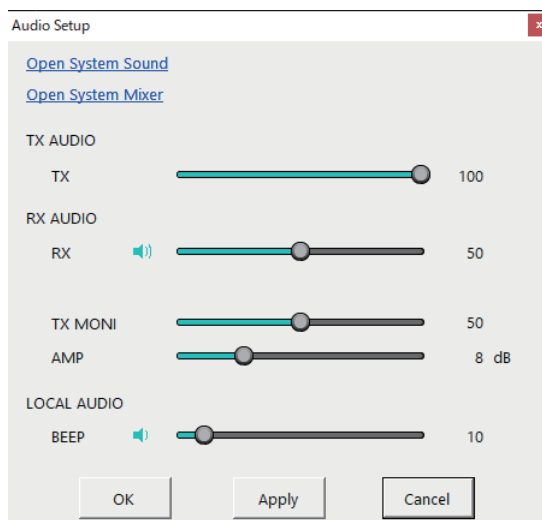 Audio Setup x
Open System Sound
Open System Mixer
TX AUDIO
TX 100
RX AUDIO
RX 50
TX MONI 50
AMP 8 dB
LOCAL AUDIO
BEEP 10
OK Apply Cancel